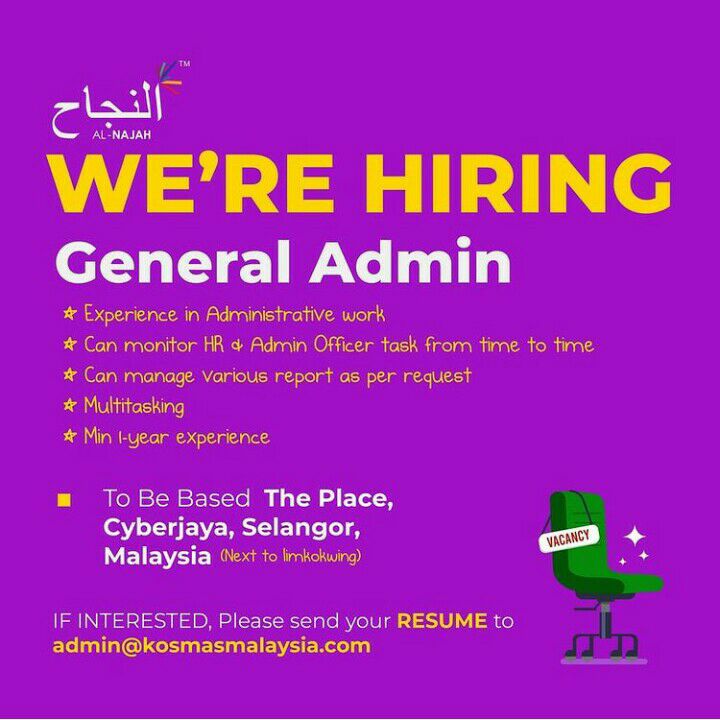 النجاح TM
AL-NAJAH
WE'RE HIRING
General Admin
Experience in Administrative work
Can monitor HR & Admin Officer task from time to time
Can manage various report as per request
Multitasking
Min 1-year experience
To Be Based The Place,
Cyberjaya, Selangor,
Malaysia (Next to limkokwing)
VACANCY
IF INTERESTED, Please send your RESUME to
admin@kosmasmalaysia.com